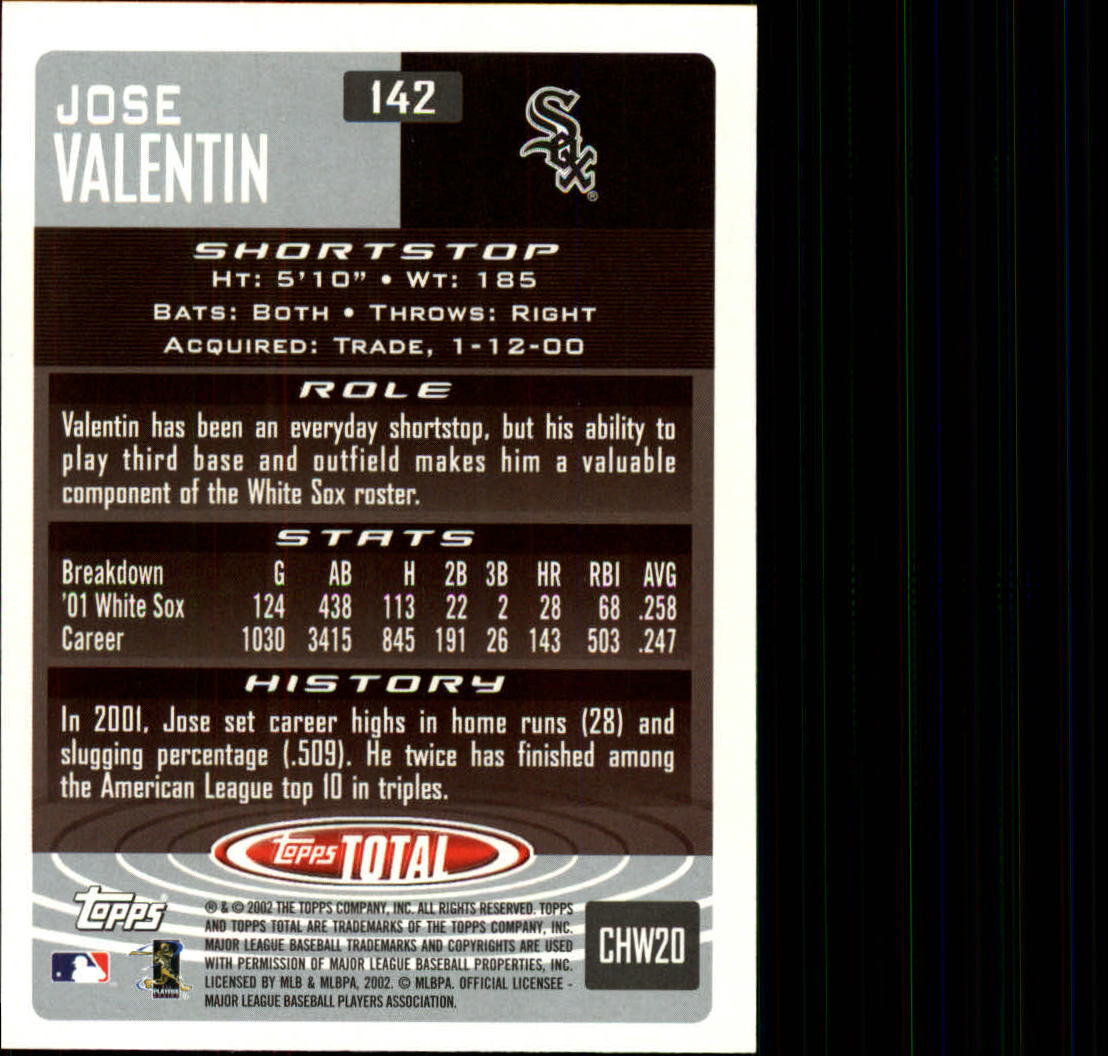 JOSE
VALENTIN
142
Sox
®
SHORTSTOP
HT: 5'10" • WT: 185
BATS: BOTH • THROWS: RIGHT
ACQUIRED: TRADE, 1-12-00
ROLE
Valentin has been an everyday shortstop, but his ability to
play third base and outfield makes him a valuable
component of the White Sox roster.
STATS
Breakdown G AB H 2B 3B HR RBI AVG
'01 White Sox 124 438 113 22 2 28 68 .258
Career 1030 3415 845 191 26 143 503 .247
HISTORY
In 2001, Jose set career highs in home runs (28) and
slugging percentage (.509). He twice has finished among
the American League top 10 in triples.
Topps TOTAL
Topps
® & © 2002 THE TOPPS COMPANY, INC. ALL RIGHTS RESERVED. TOPPS
AND TOPPS TOTAL ARE TRADEMARKS OF THE TOPPS COMPANY, INC.
MAJOR LEAGUE BASEBALL TRADEMARKS AND COPYRIGHTS ARE USED
WITH PERMISSION OF MAJOR LEAGUE BASEBALL PROPERTIES, INC.
LICENSED BY MLB & MLBPA, 2002. © MLBPA. OFFICIAL LICENSEE -
MAJOR LEAGUE BASEBALL PLAYERS ASSOCIATION.
CHW20
PLAYERS